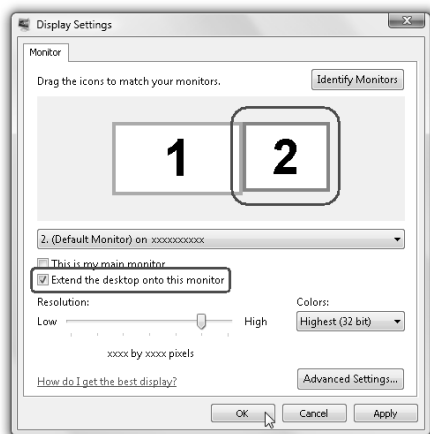 Display Settings
Monitor
Drag the icons to match your monitors.
Identify Monitors
1
2
2. (Default Monitor) on xxxxxxxxxx
This is my main monitor
Extend the desktop onto this monitor
Resolution:
Colors:
Low
High
Highest (32 bit)
xxxx by xxxx pixels
How do I get the best display?
Advanced Settings...
OK
Cancel
Apply